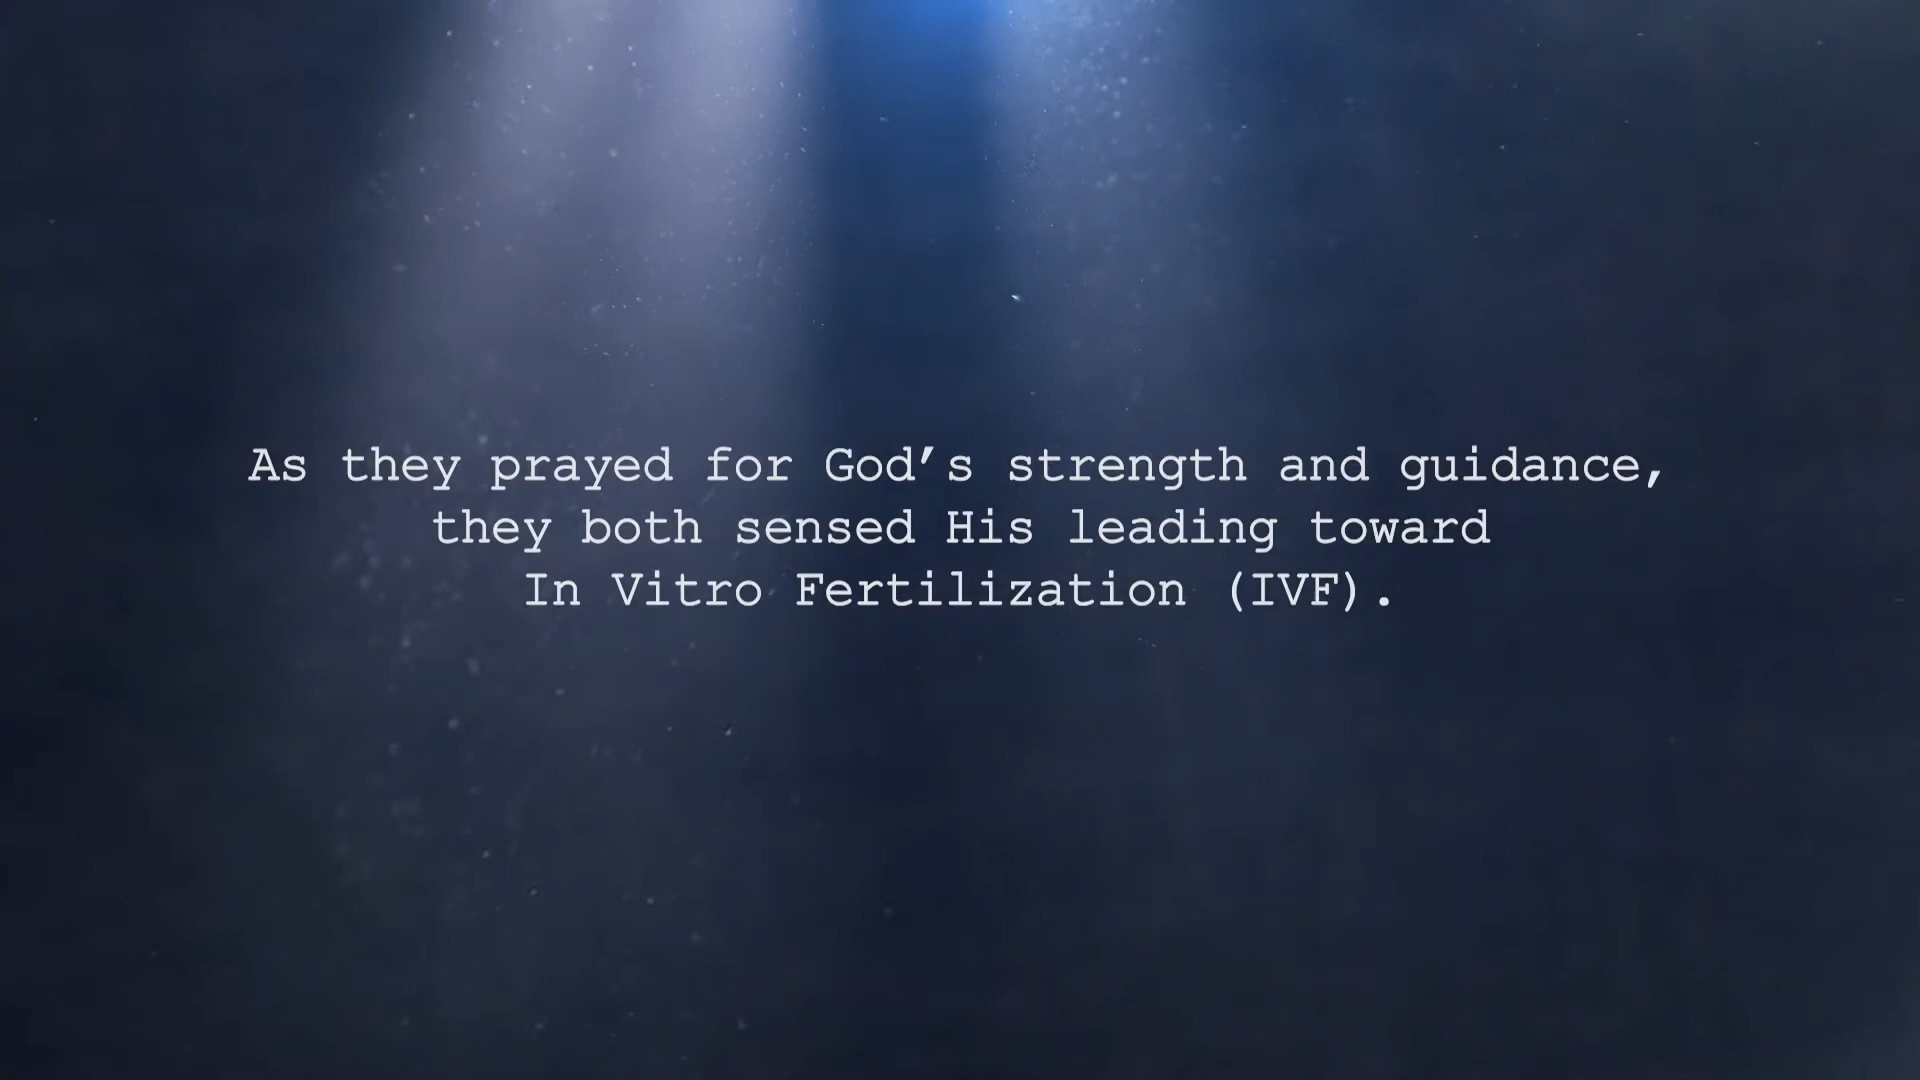 As they prayed for God’s strength and guidance,
they both sensed His leading toward
In Vitro Fertilization (IVF).